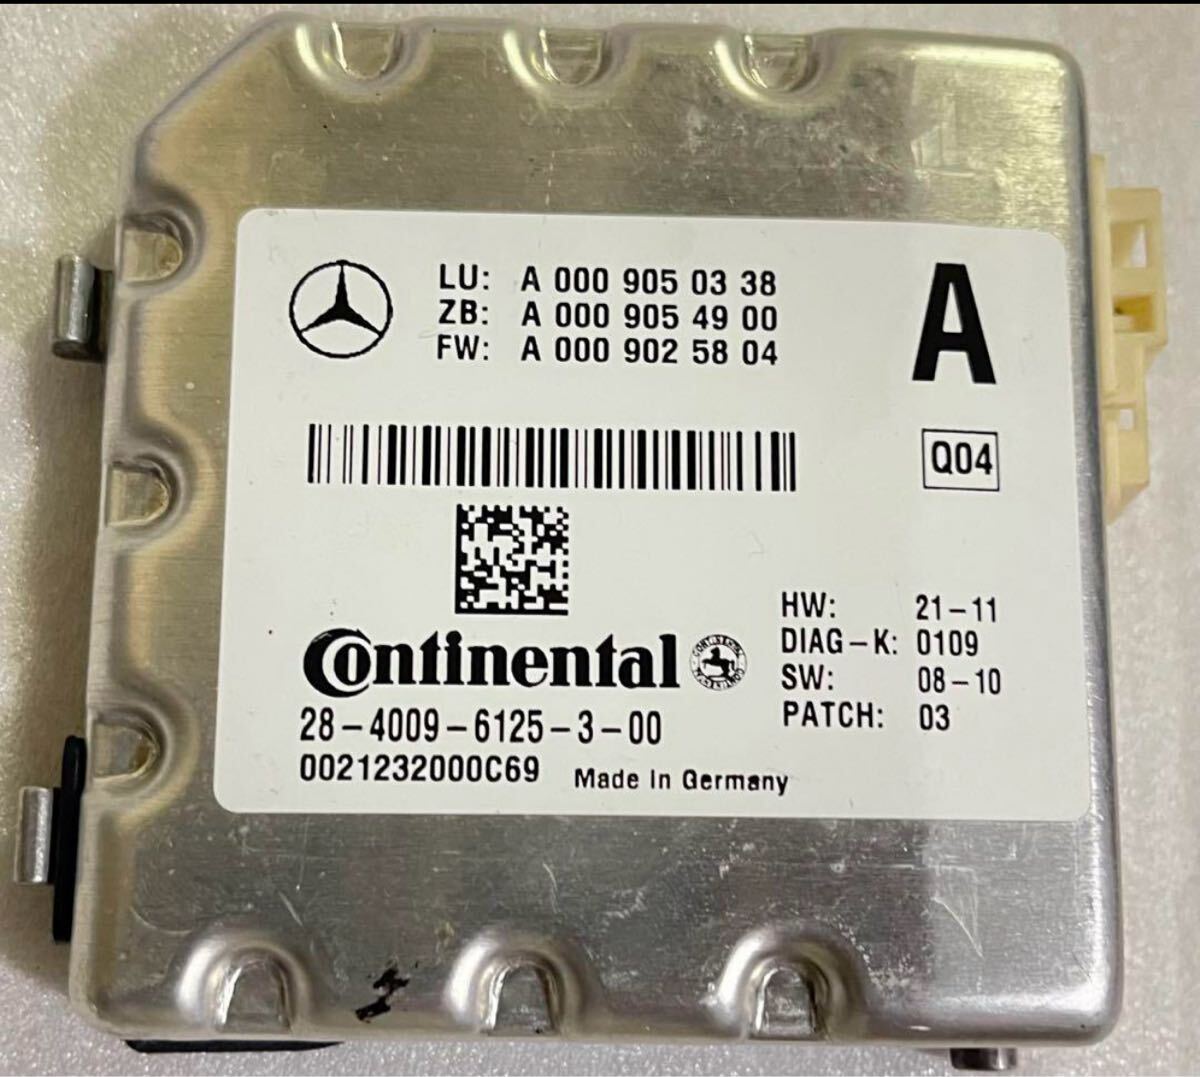 LU: A 000 905 03 38
ZB: A 000 905 49 00
FW: A 000 902 58 04
A
Q04
HW: 21-11
DIAG-K: 0109
SW: 08-10
PATCH: 03
Continental
28-4009-6125-3-00
0021232000C69 Made in Germany